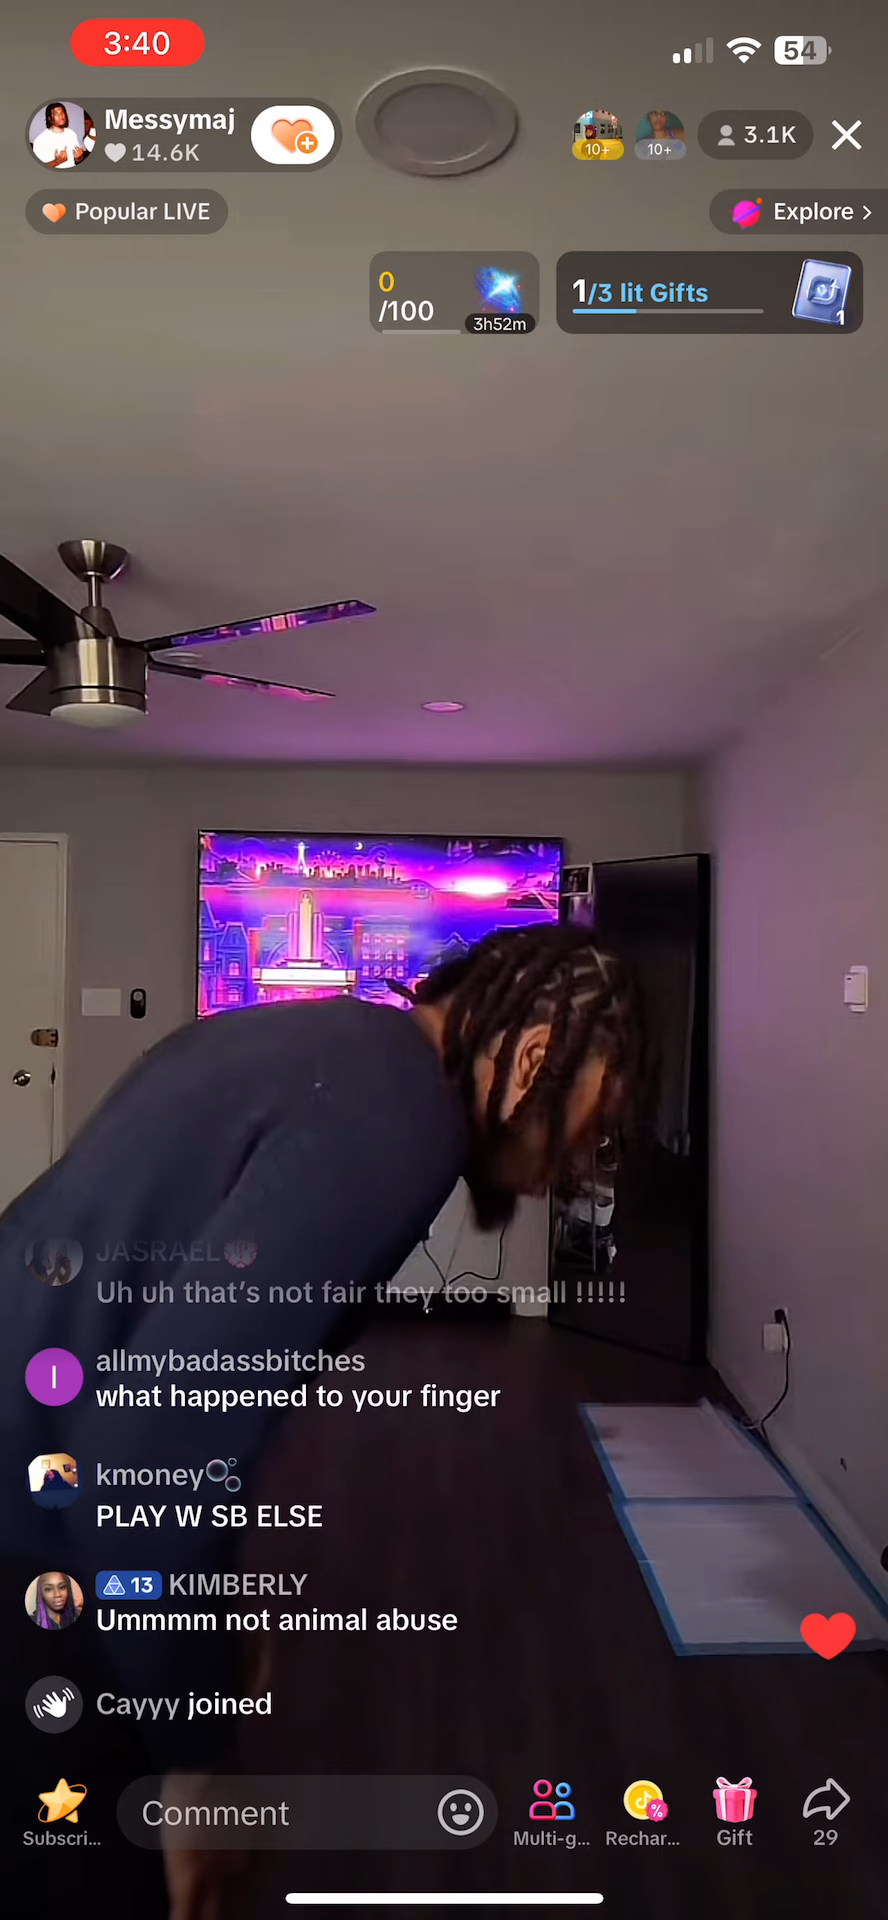 3:40
54
Messymaj
14.6K
10+
10+
3.1K
Popular LIVE
Explore >
0
/100
3h52m
1/3 lit Gifts
1
JASRAEL
Uh uh that's not fair they too small !!!!!
I
allmybadassbitches
what happened to your finger
kmoney
PLAY W SB ELSE
13 KIMBERLY
Ummmm not animal abuse
Cayyy joined
Comment
Subscri...
Multi-g...
Rechar...
Gift
29